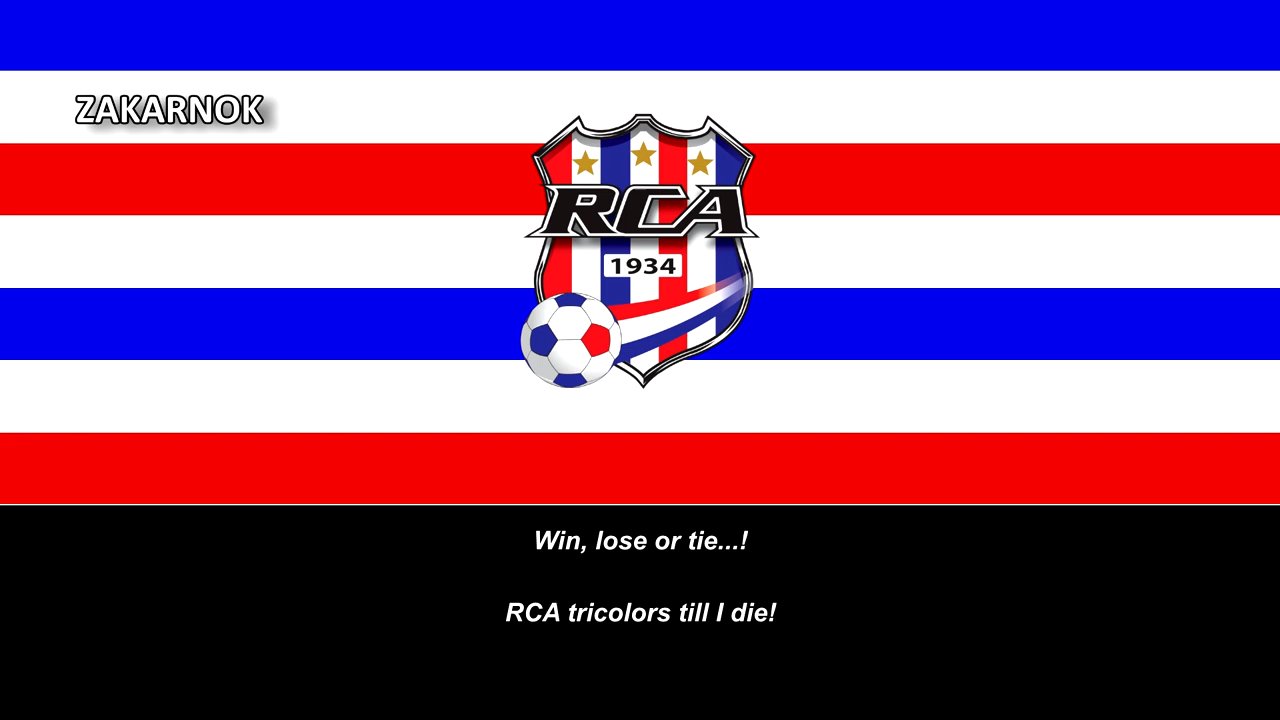 ZAKARNOK
RCA
1934
Win, lose or tie...!
RCA tricolors till I die!